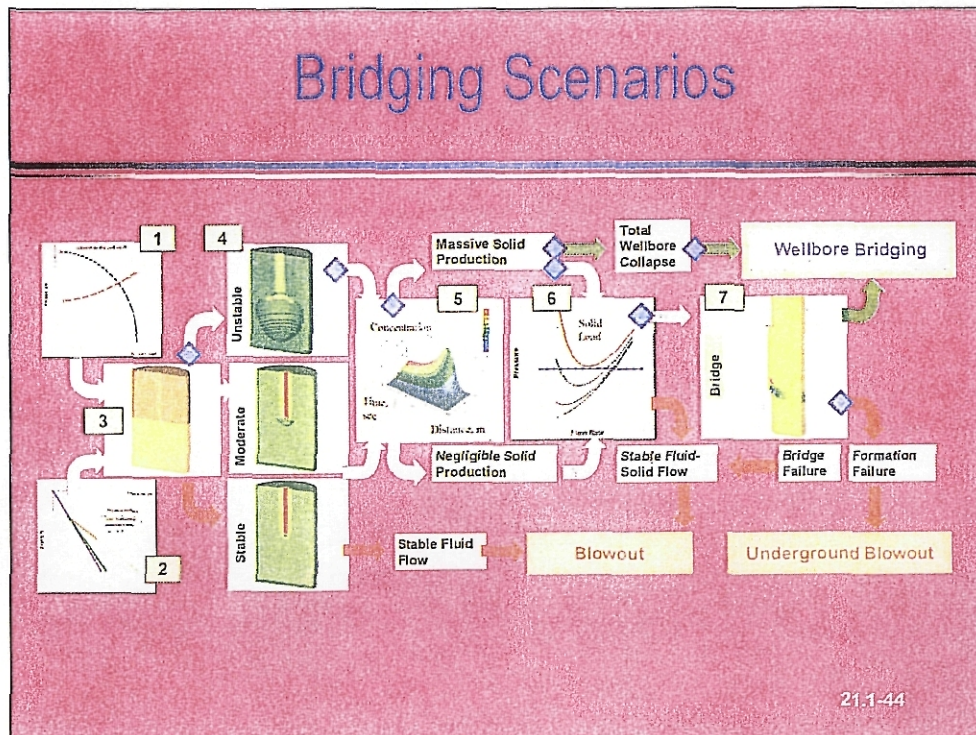 Bridging Scenarios
1
4
Massive Solid
Production
Total
Wellbore
Collapse
Wellbore Bridging
Unstable
5
Concentration
Time,
sec
Distance, m
6
Solid
Load
Pressure
Flow Rate
7
Bridge
3
Moderate
Negligible Solid
Production
Stable Fluid-
Solid Flow
Bridge
Failure
Formation
Failure
2
Stable
Stable Fluid
Flow
Blowout
Underground Blowout
21.1-44